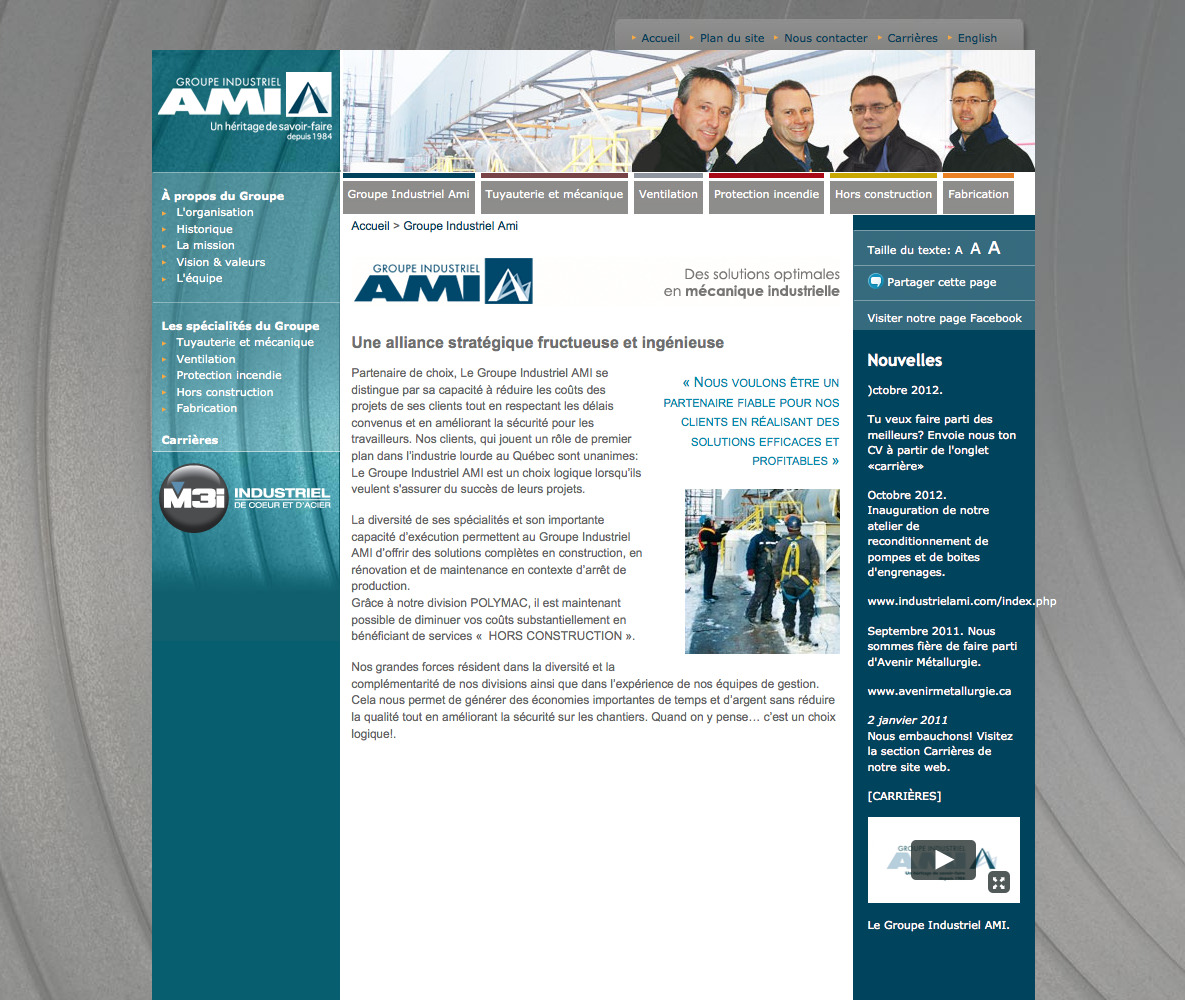 Accueil Plan du site Nous contacter Carrières English
GROUPE INDUSTRIEL
AMI
Un héritage de savoir-faire
depuis 1984
Groupe Industriel Ami Tuyauterie et mécanique Ventilation Protection incendie Hors construction Fabrication
À propos du Groupe
L'organisation
Historique
La mission
Vision & valeurs
L'équipe
Les spécialités du Groupe
Tuyauterie et mécanique
Ventilation
Protection incendie
Hors construction
Fabrication
Carrières
M3i INDUSTRIEL
DE COEUR ET D'ACIER
Accueil > Groupe Industriel Ami
GROUPE INDUSTRIEL
AMI
Des solutions optimales
en mécanique industrielle
Une alliance stratégique fructueuse et ingénieuse
Partenaire de choix, Le Groupe Industriel AMI se
distingue par sa capacité à réduire les coûts des
projets de ses clients tout en respectant les délais
convenus et en améliorant la sécurité pour les
travailleurs. Nos clients, qui jouent un rôle de premier
plan dans l'industrie lourde au Québec sont unanimes:
Le Groupe Industriel AMI est un choix logique lorsqu'ils
veulent s'assurer du succès de leurs projets.
« NOUS VOULONS ÊTRE UN
PARTENAIRE FIABLE POUR NOS
CLIENTS EN RÉALISANT DES
SOLUTIONS EFFICACES ET
PROFITABLES »
La diversité de ses spécialités et son importante
capacité d'exécution permettent au Groupe Industriel
AMI d'offrir des solutions complètes en construction, en
rénovation et de maintenance en contexte d'arrêt de
production.
Grâce à notre division POLYMAC, il est maintenant
possible de diminuer vos coûts substantiellement en
bénéficiant de services «  HORS CONSTRUCTION ».
Nos grandes forces résident dans la diversité et la
complémentarité de nos divisions ainsi que dans l'expérience de nos équipes de gestion.
Cela nous permet de générer des économies importantes de temps et d'argent sans réduire
la qualité tout en améliorant la sécurité sur les chantiers. Quand on y pense… c'est un choix
logique!.
Taille du texte: A A A
Partager cette page
Visiter notre page Facebook
Nouvelles
)ctobre 2012.
Tu veux faire parti des
meilleurs? Envoie nous ton
CV à partir de l'onglet
«carrière»
Octobre 2012.
Inauguration de notre
atelier de
reconditionnement de
pompes et de boites
d'engrenages.
www.industrielami.com/index.php
Septembre 2011. Nous
sommes fière de faire parti
d'Avenir Métallurgie.
www.avenirmetallurgie.ca
2 janvier 2011
Nous embauchons! Visitez
la section Carrières de
notre site web.
[CARRIÈRES]
GROUPE INDUSTRIEL
AMI
Un héritage de savoir-faire
depuis 1984
Le Groupe Industriel AMI.